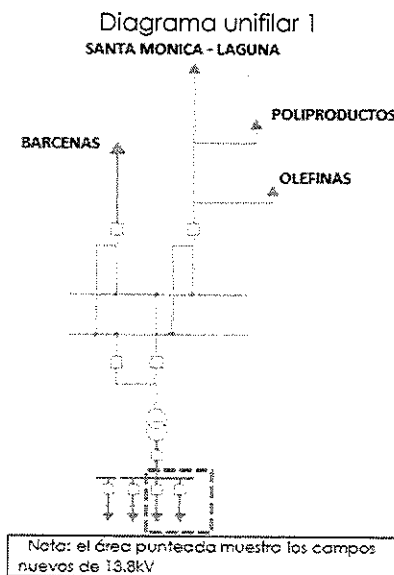 Diagrama unifilar 1
SANTA MONICA - LAGUNA
POLIPRODUCTOS
BARCENAS
OLEFINAS
Nota: el área punteada muestra los campos
nuevos de 13.8kV